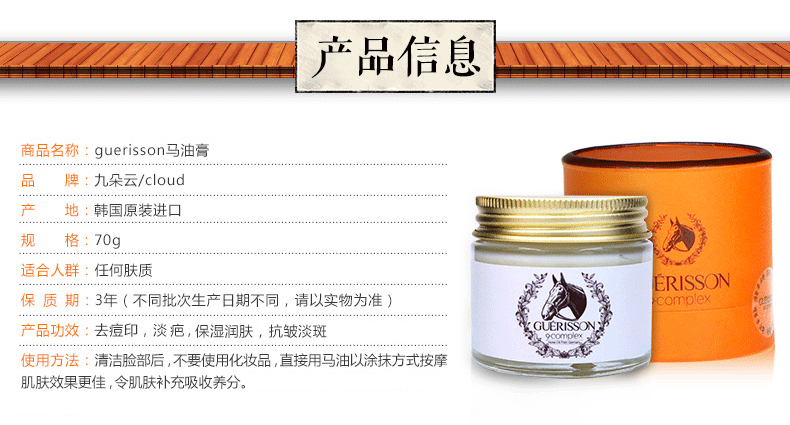 产品信息
商品名称：guerisson马油膏
品　　牌：九朵云/cloud
产　　地：韩国原装进口
规　　格：70g
适合人群：任何肤质
保 质 期：3年（不同批次生产日期不同，请以实物为准）
产品功效：去痘印，淡疤，保湿润肤，抗皱淡斑
使用方法：清洁脸部后，不要使用化妆品，直接用马油以涂抹方式按摩
肌肤效果更佳，令肌肤补充吸收养分。
GUÉRISSON
9complex
GUÉRISSON
9complex